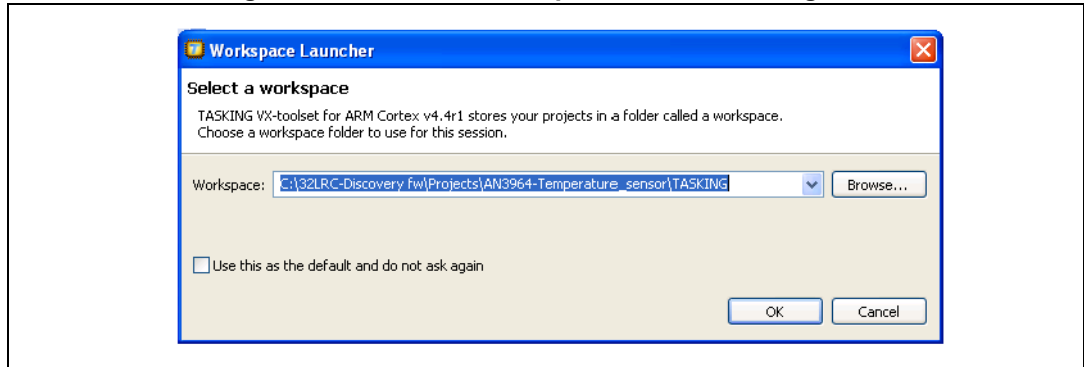 Workspace Launcher
Select a workspace
TASKING VX-toolset for ARM Cortex v4.4r1 stores your projects in a folder called a workspace.
Choose a workspace folder to use for this session.
Workspace: C:\32LRC-Discovery fw\Projects\AN3964-Temperature_sensor\TASKING Browse...
Use this as the default and do not ask again
OK Cancel